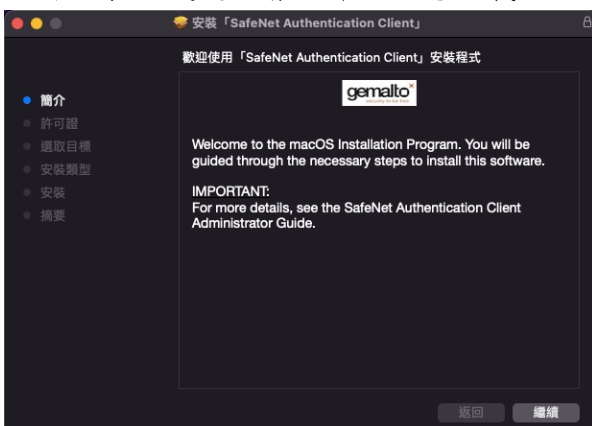 安裝「SafeNet Authentication Client」
歡迎使用「SafeNet Authentication Client」安裝程式
簡介
許可證
選取目標
安裝類型
安裝
摘要
gemalto
security to be free
Welcome to the macOS Installation Program. You will be
guided through the necessary steps to install this software.
IMPORTANT:
For more details, see the SafeNet Authentication Client
Administrator Guide.
返回
繼續